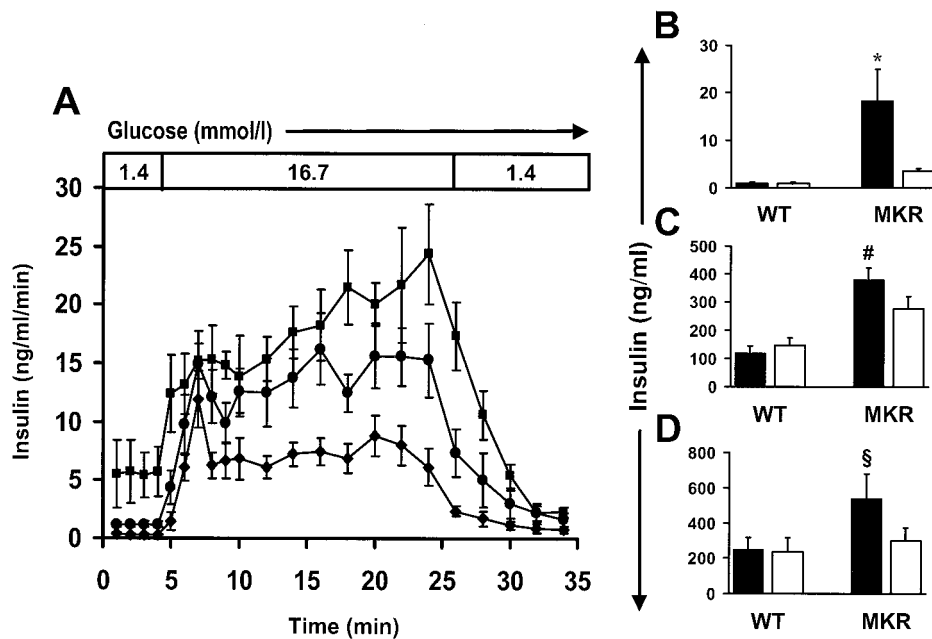 A
Glucose (mmol/l)
1.4 16.7 1.4
30
25
20
15
10
5
0
Insulin (ng/ml/min)
0 5 10 15 20 25 30 35
Time (min)
Insulin (ng/ml)
B
30
20
10
0
*
WT MKR
C
500
400
300
200
100
0
#
WT MKR
D
800
600
400
200
0
§
WT MKR